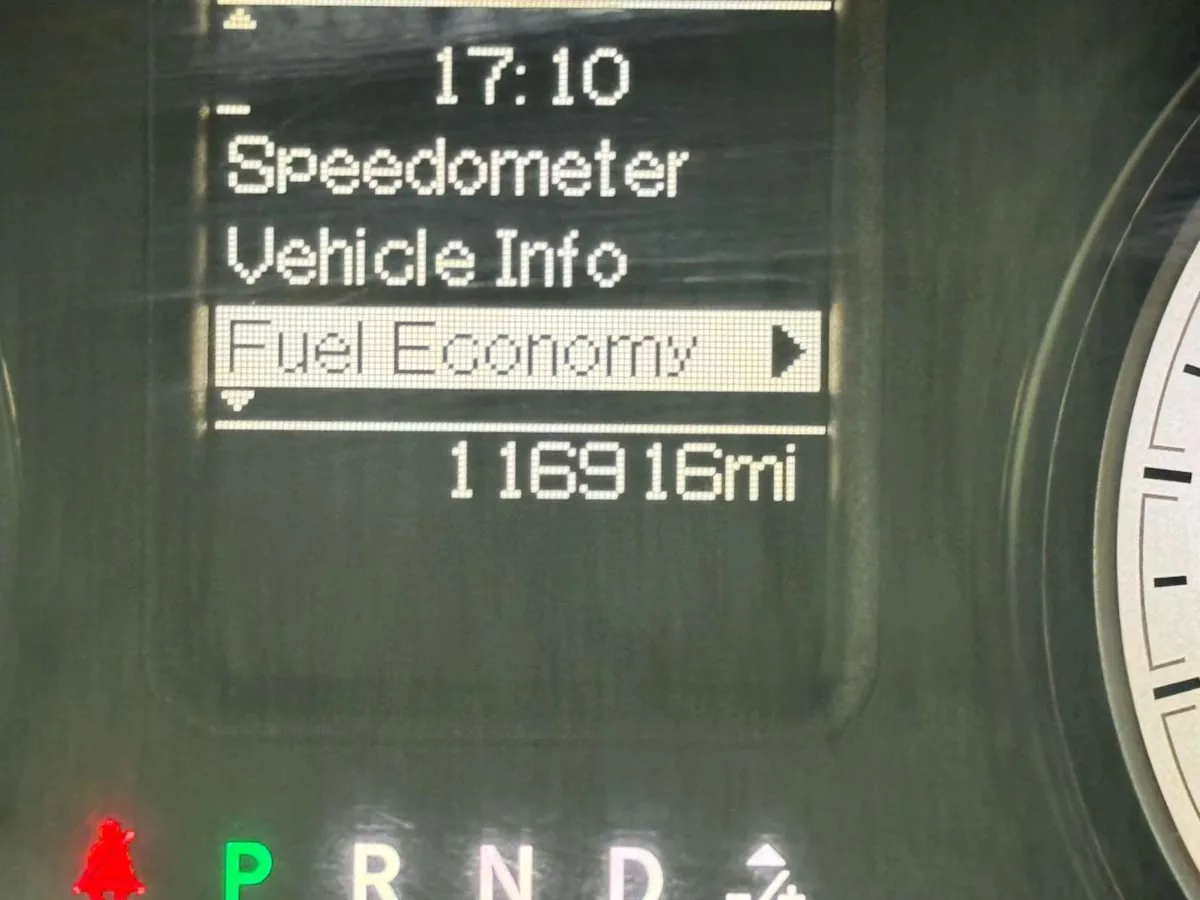 17:10
Speedometer
Vehicle Info
Fuel Economy
116916mi
P R N D -/+